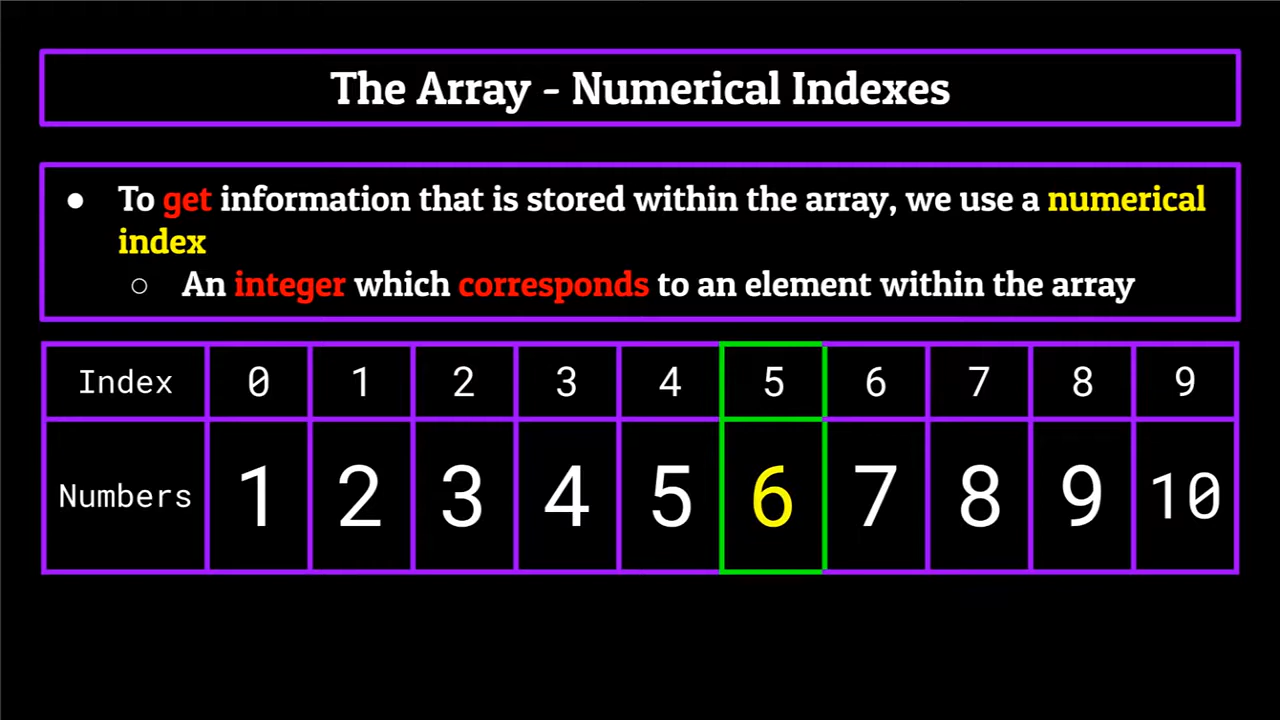 The Array - Numerical Indexes
● To get information that is stored within the array, we use a numerical
index
○ An integer which corresponds to an element within the array
Index 0 1 2 3 4 5 6 7 8 9
Numbers 1 2 3 4 5 6 7 8 9 10